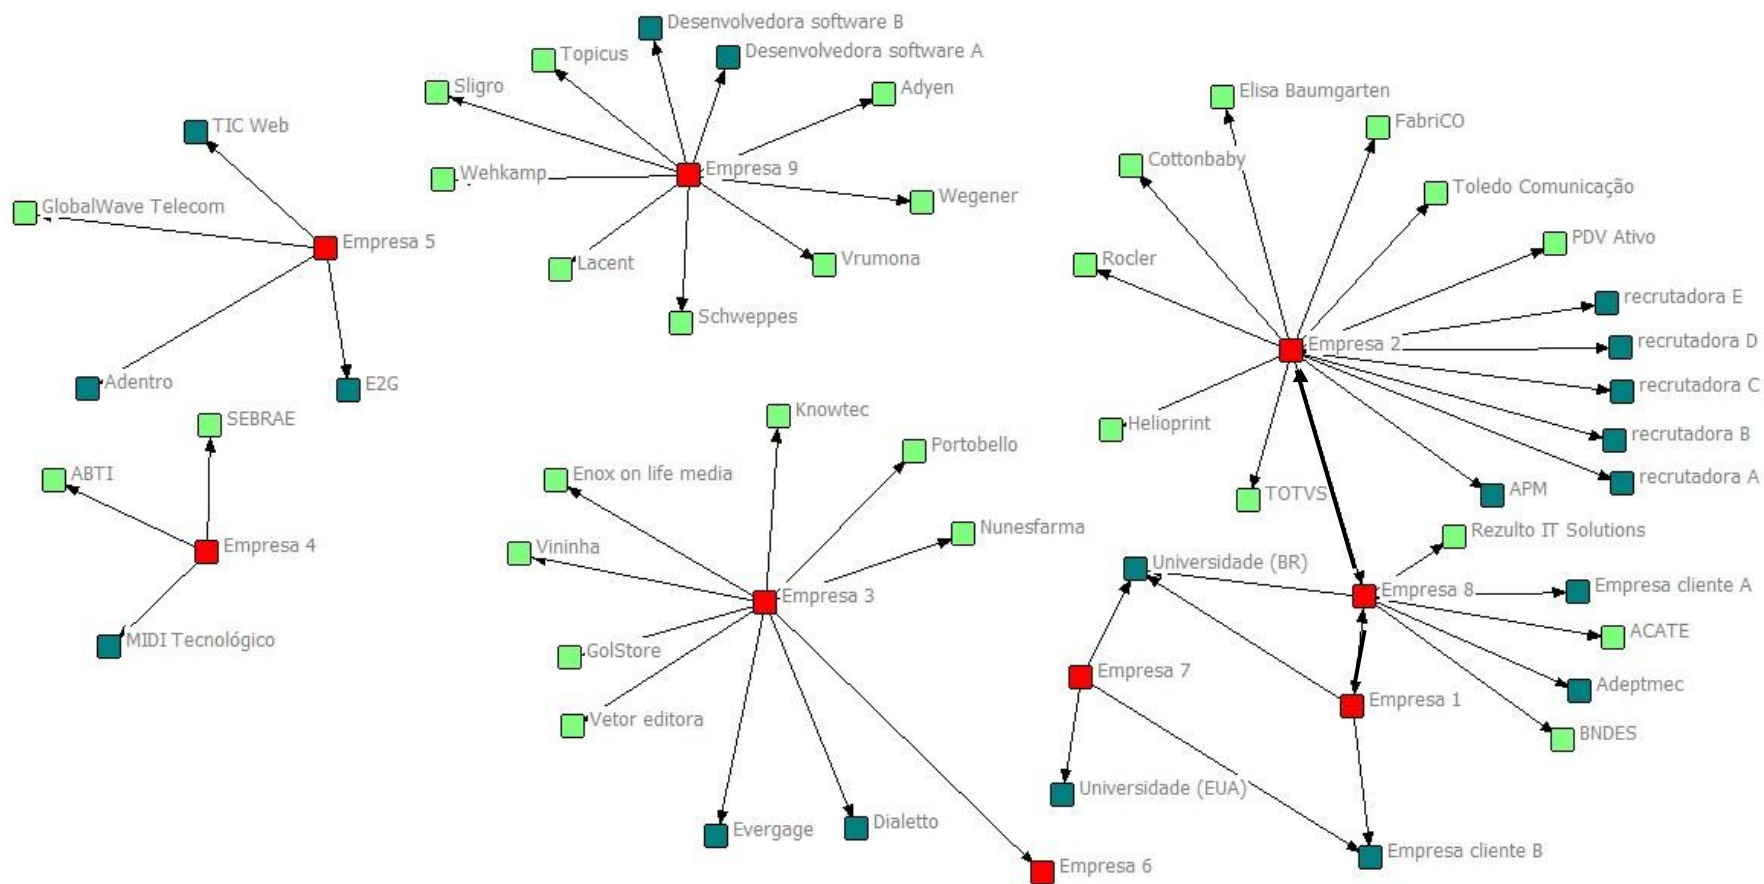 Desenvolvedora software B
Topicus
Desenvolvedora software A
Sligro
Adyen
Elisa Baumgarten
FabriCO
TIC Web
Cottonbaby
Wehkamp
Empresa 9
Toledo Comunicação
Wegener
GlobalWave Telecom
Empresa 5
PDV Ativo
Lacent
Vrumona
Rocler
recrutadora E
Schweppes
Empresa 2
recrutadora D
Adentro
E2G
recrutadora C
SEBRAE
Knowtec
Helioprint
recrutadora B
Portobello
ABTI
Enox on life media
recrutadora A
TOTVS
APM
Nunesfarma
Rezulto IT Solutions
Empresa 4
Vininha
Universidade (BR)
Empresa 3
Empresa 8
Empresa cliente A
MIDI Tecnológico
GolStore
ACATE
Empresa 7
Adeptmec
Empresa 1
Vetor editora
BNDES
Universidade (EUA)
Evergage
Dialetto
Empresa cliente B
Empresa 6